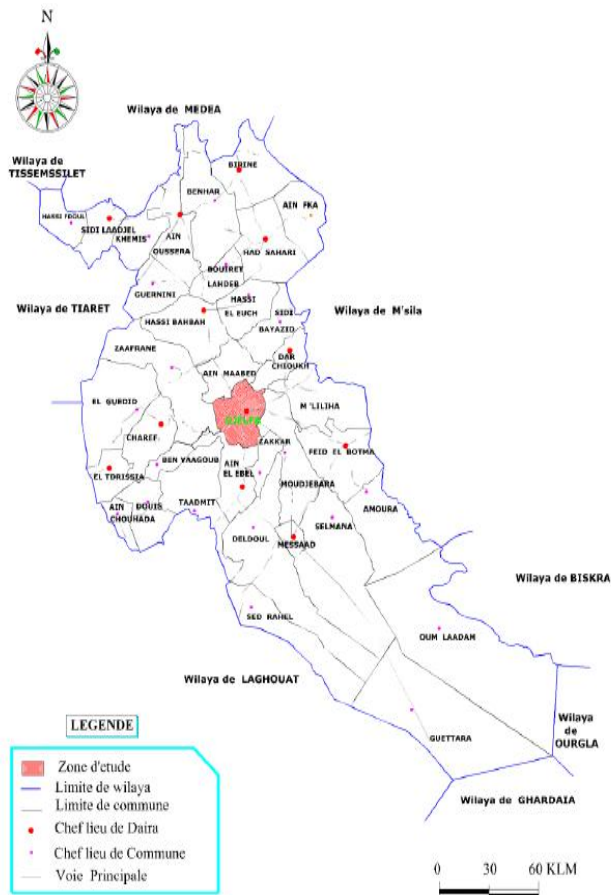 N
Wilaya de MEDEA
Wilaya de
TISSEMSSILET
BIRINE
BENHAR
AIN FKA
HASSI FDOUL
SIDI LAADJEL
KHEMIS
AIN
OUSSERA
HAD SAHARI
BOUIRET
LAHDEB
GUERNINI
HASSI
EL EUCH
SIDI
BAYAZID
Wilaya de TIARET
HASSI BAHBAH
Wilaya de M'sila
ZAAFRANE
DAR
CHIOUKH
AIN MAABED
EL GUEDID
M'LILIHA
DJELFA
CHAREF
ZAKKAR
FEID EL BOTMA
BEN YAAGOUB
AIN
EL EBEL
EL IDRISSIA
MOUDJEBARA
AMOURA
DOUIS
TAADMIT
AIN
CHOUHADA
SELMANA
DELDOUL
MESSAAD
Wilaya de BISKRA
SED RAHEL
OUM LAADAM
Wilaya de LAGHOUAT
GUETTARA
Wilaya
de
OURGLA
Wilaya de GHARDAIA
LEGENDE
Zone d'etude
Limite de wilaya
Limite de commune
Chef lieu de Daira
Chef lieu de Commune
Voie Principale
0 30 60 KLM